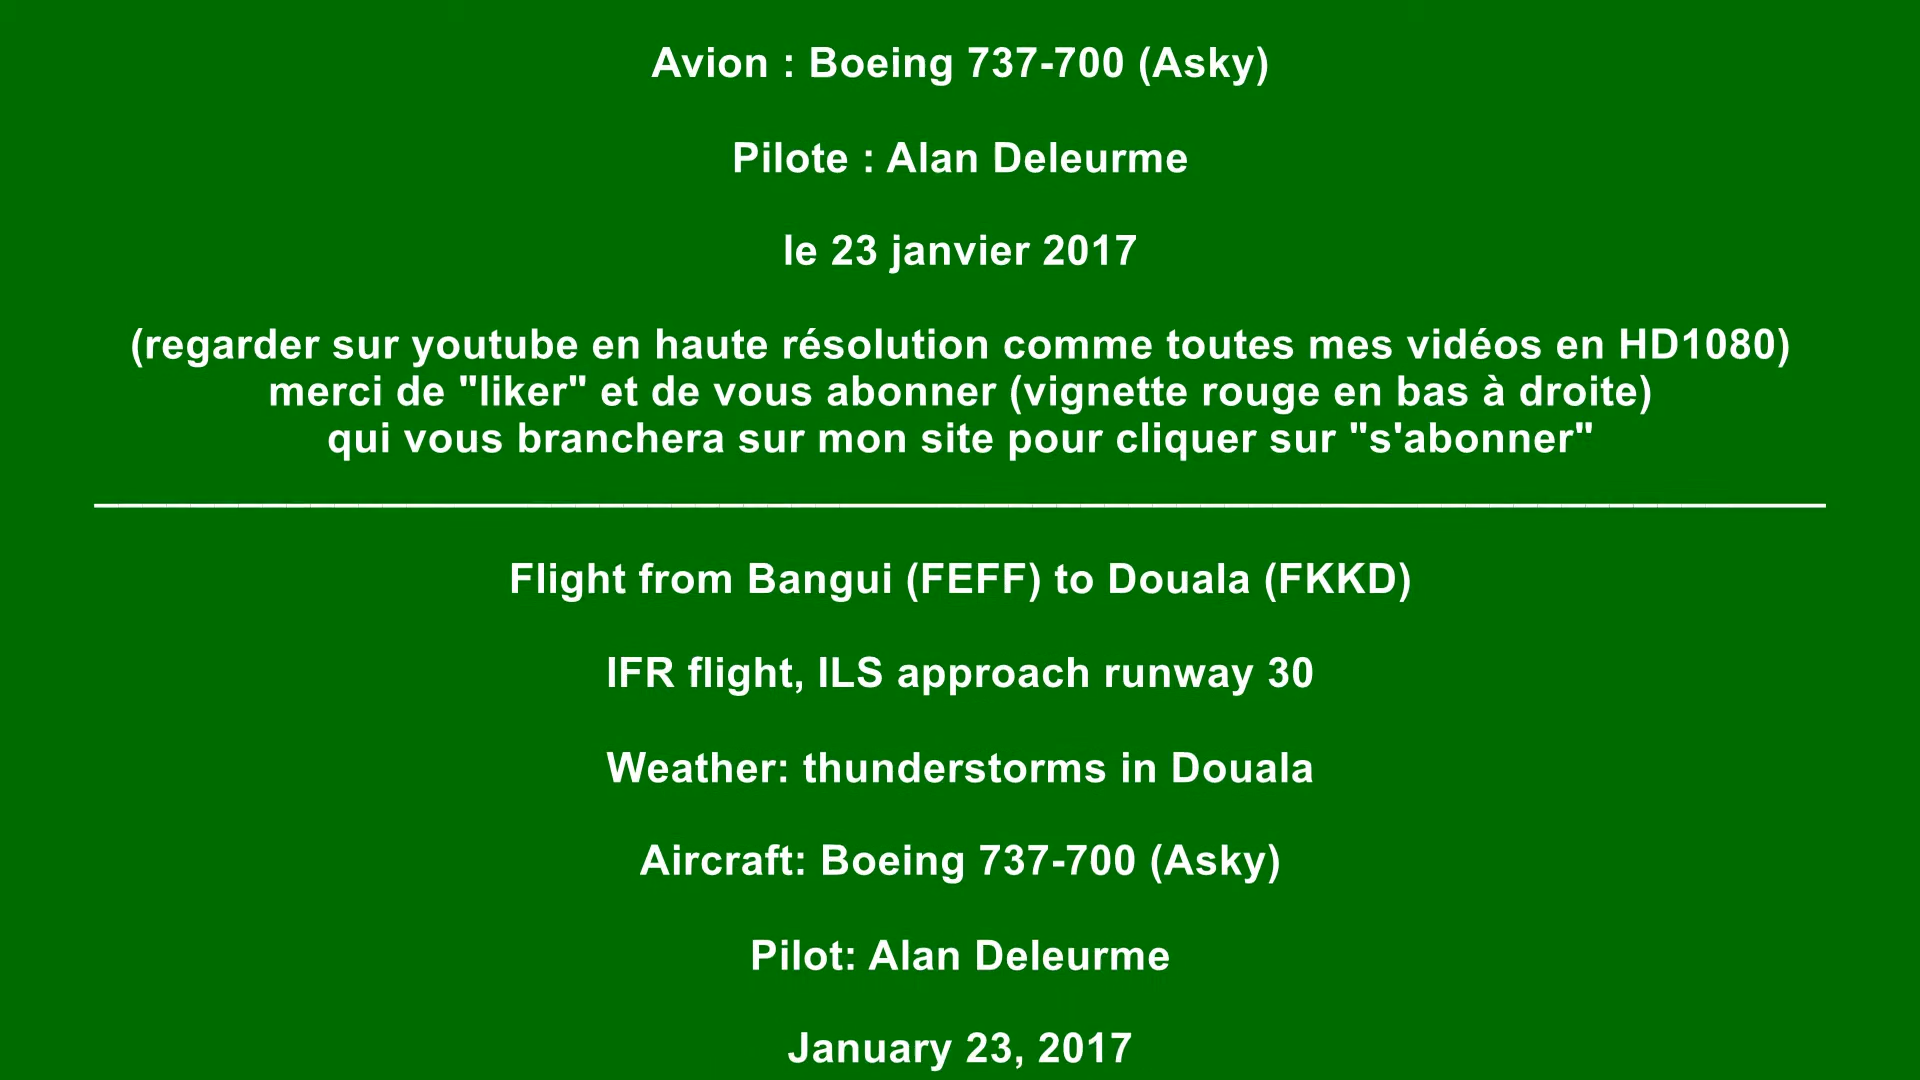 Avion : Boeing 737-700 (Asky)
Pilote : Alan Deleurme
le 23 janvier 2017
(regarder sur youtube en haute résolution comme toutes mes vidéos en HD1080)
merci de "liker" et de vous abonner (vignette rouge en bas à droite)
qui vous branchera sur mon site pour cliquer sur "s'abonner"
Flight from Bangui (FEFF) to Douala (FKKD)
IFR flight, ILS approach runway 30
Weather: thunderstorms in Douala
Aircraft: Boeing 737-700 (Asky)
Pilot: Alan Deleurme
January 23, 2017